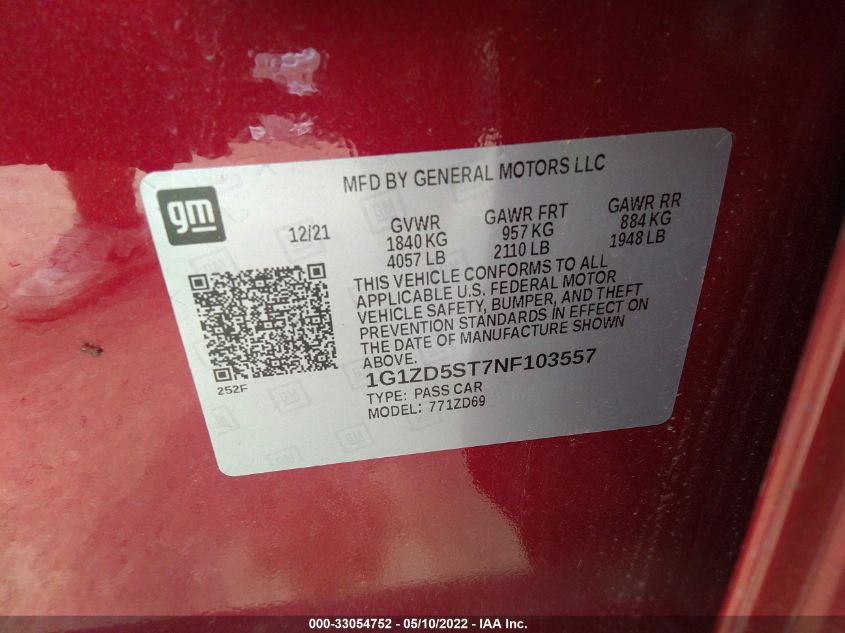 MFD BY GENERAL MOTORS LLC
gm
12/21
GVWR
1840 KG
4057 LB
GAWR FRT
957 KG
2110 LB
GAWR RR
884 KG
1948 LB
THIS VEHICLE CONFORMS TO ALL
APPLICABLE U.S. FEDERAL MOTOR
VEHICLE SAFETY, BUMPER, AND THEFT
PREVENTION STANDARDS IN EFFECT ON
THE DATE OF MANUFACTURE SHOWN
ABOVE.
252F
1G1ZD5ST7NF103557
TYPE: PASS CAR
MODEL: 771ZD69
000-33054752 - 05/10/2022 - IAA Inc.